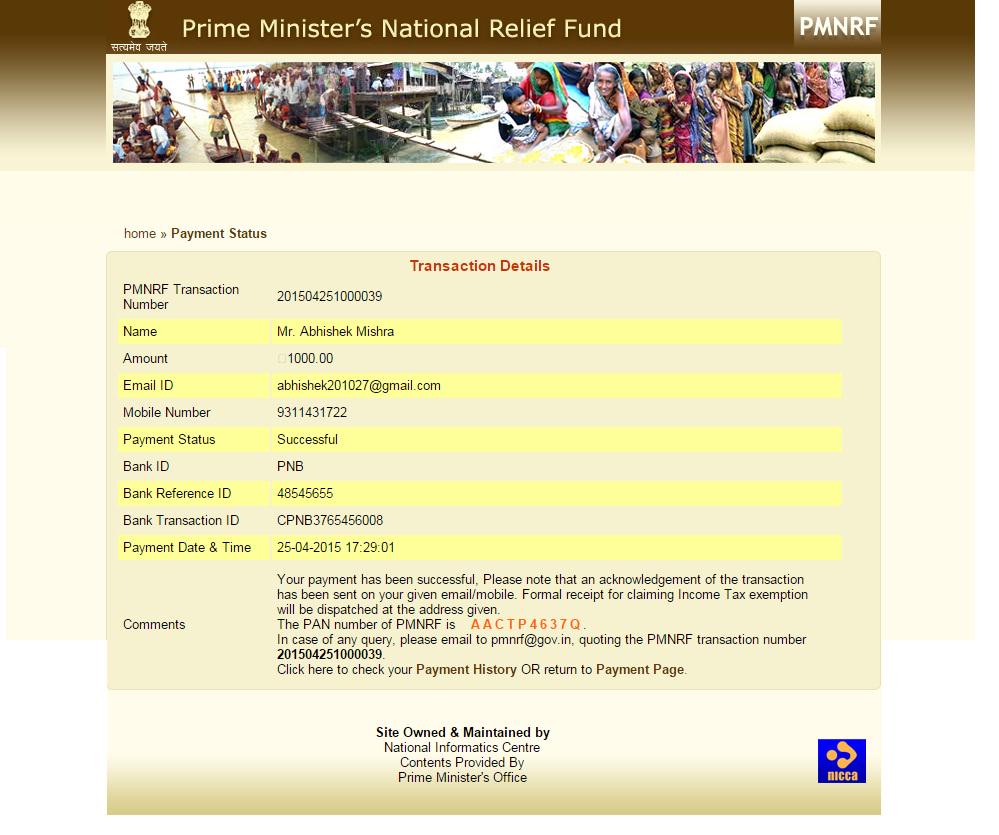 Prime Minister's National Relief Fund
PMNRF
सत्यमेव जयते
home » Payment Status
Transaction Details
PMNRF Transaction Number 201504251000039
Name Mr. Abhishek Mishra
Amount 1000.00
Email ID abhishek201027@gmail.com
Mobile Number 9311431722
Payment Status Successful
Bank ID PNB
Bank Reference ID 48545655
Bank Transaction ID CPNB3765456008
Payment Date & Time 25-04-2015 17:29:01
Comments
Your payment has been successful, Please note that an acknowledgement of the transaction
has been sent on your given email/mobile. Formal receipt for claiming Income Tax exemption
will be dispatched at the address given.
The PAN number of PMNRF is AACTP4637Q.
In case of any query, please email to pmnrf@gov.in, quoting the PMNRF transaction number
201504251000039.
Click here to check your Payment History OR return to Payment Page.
Site Owned & Maintained by
National Informatics Centre
Contents Provided By
Prime Minister's Office
nicca